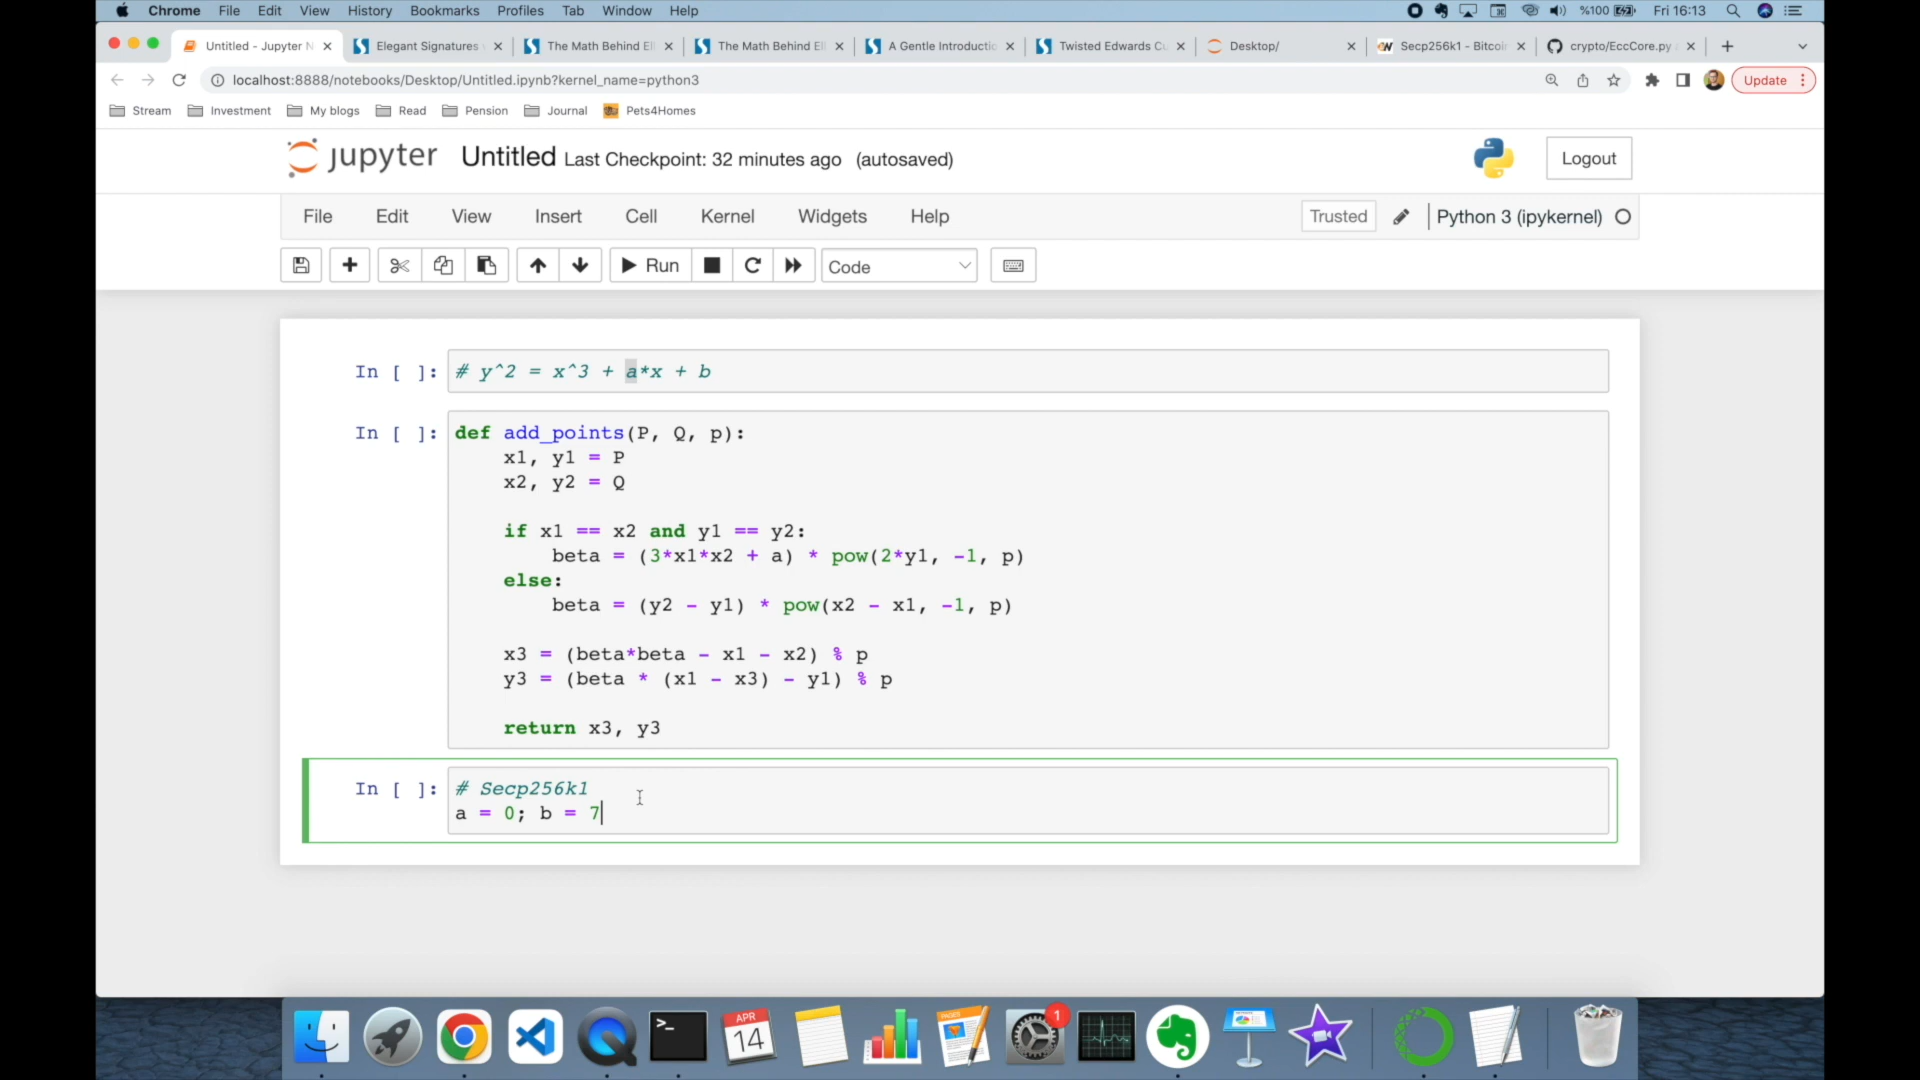 Chrome File Edit View History Bookmarks Profiles Tab Window Help %100 Fri 16:13
Untitled - Jupyter N Elegant Signatures The Math Behind El The Math Behind El A Gentle Introductio Twisted Edwards Cu Desktop/ Secp256k1 - Bitcoi crypto/EccCore.py
localhost:8888/notebooks/Desktop/Untitled.ipynb?kernel_name=python3 Update
Stream Investment My blogs Read Pension Journal Pets4Homes
jupyter Untitled Last Checkpoint: 32 minutes ago (autosaved) Logout
File Edit View Insert Cell Kernel Widgets Help Trusted Python 3 (ipykernel)
Run Code
In [ ]: # y^2 = x^3 + a*x + b
In [ ]: def add_points(P, Q, p):
x1, y1 = P
x2, y2 = Q
if x1 == x2 and y1 == y2:
beta = (3*x1*x2 + a) * pow(2*y1, -1, p)
else:
beta = (y2 - y1) * pow(x2 - x1, -1, p)
x3 = (beta*beta - x1 - x2) % p
y3 = (beta * (x1 - x3) - y1) % p
return x3, y3
In [ ]: # Secp256k1
a = 0; b = 7
APR
14
PAGES
1